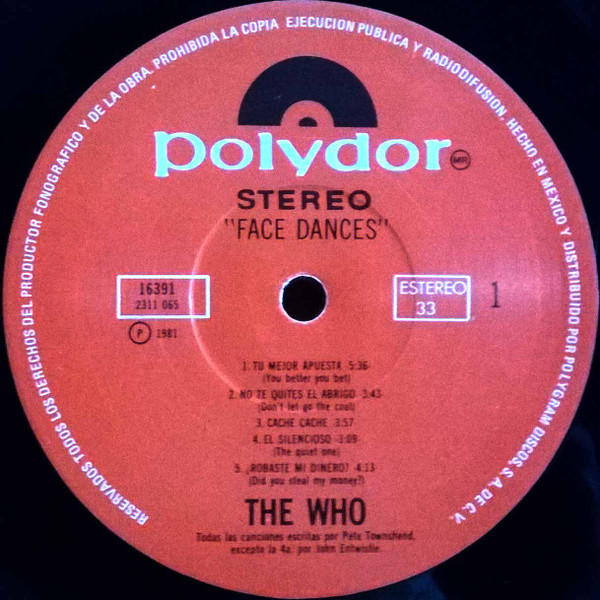 RESERVADOS TODOS LOS DERECHOS DEL PRODUCTOR FONOGRAFICO Y DE LA OBRA. PROHIBIDA LA COPIA EJECUCION PUBLICA Y RADIODIFUSION. HECHO EN MEXICO Y DISTRIBUIDO POR POLYGRAM DISCOS, S.A. DE C.V.
polydor MR
STEREO
"FACE DANCES"
16391
2311 065
P 1981
ESTEREO
33
1
1. TU MEJOR APUESTA 5:36
(You better you bet)
2. NO TE QUITES EL ABRIGO 3:43
(Don't let go the coat)
3. CACHE CACHE 3:57
4. EL SILENCIOSO 3:09
(The quiet one)
5. ¿ROBASTE MI DINERO? 4:13
(Did you steal my money?)
THE WHO
Todas las canciones escritas por Pete Townshend,
excepto la 4a. por John Entwistle.